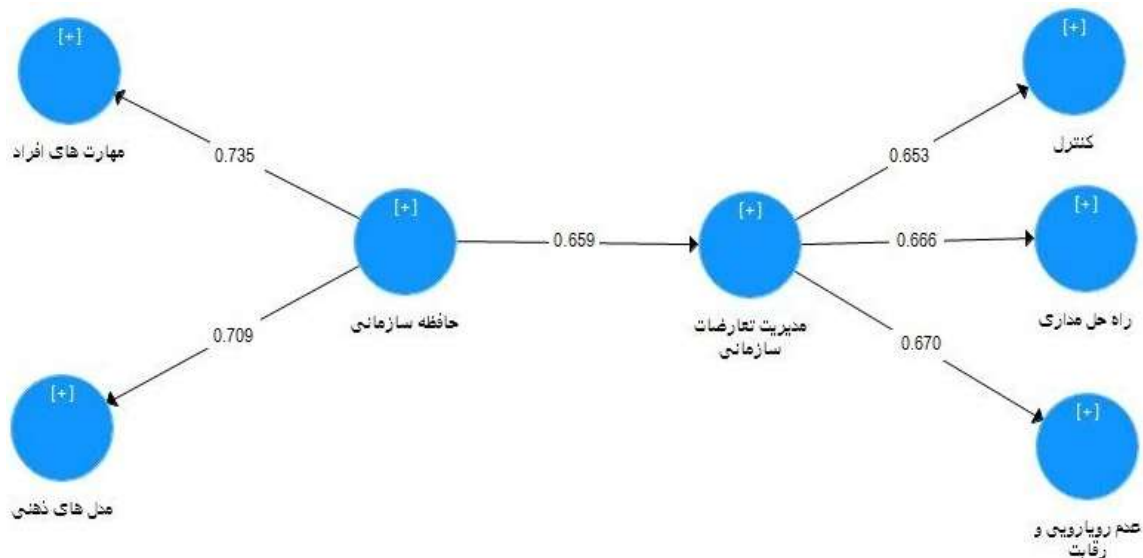 [+]
مهارت های افراد
0.735
[+]
حافظه سازمانی
0.709
[+]
مدل های ذهنی
0.659
[+]
مدیریت تعارضات
سازمانی
0.653
[+]
کنترل
0.666
[+]
راه حل مداری
0.670
[+]
عدم رویارویی و
رقابت